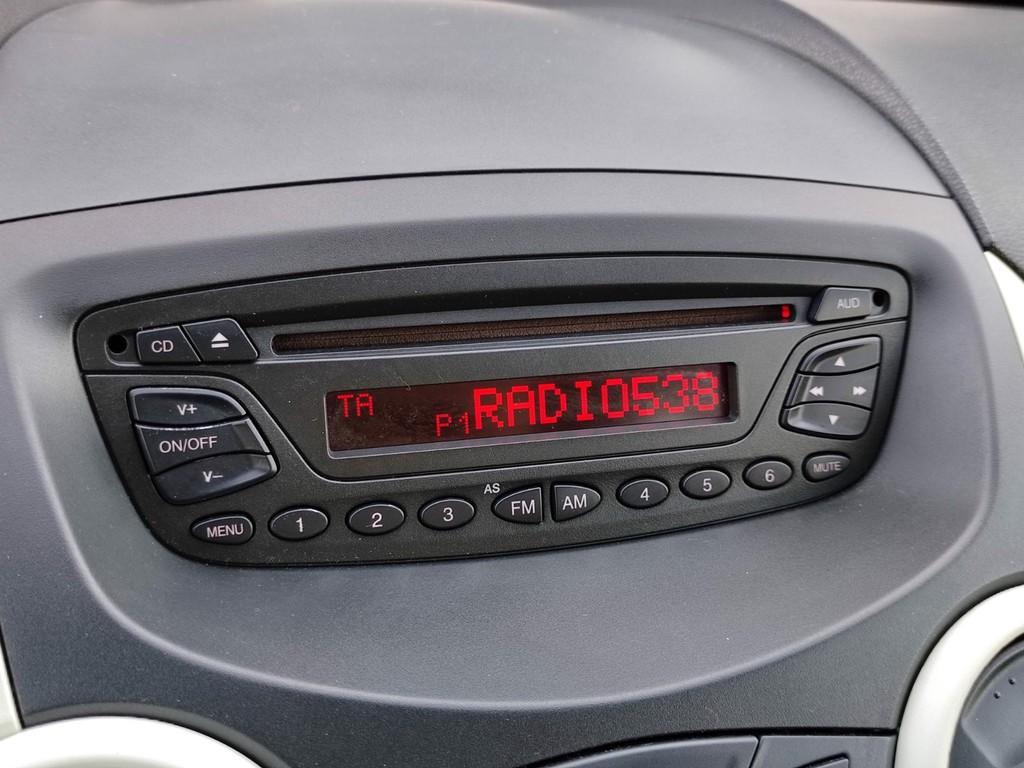 CD
AUD
TA P1 RADIO538
V+
ON/OFF
V–
MENU 1 2 3 AS FM AM 4 5 6 MUTE